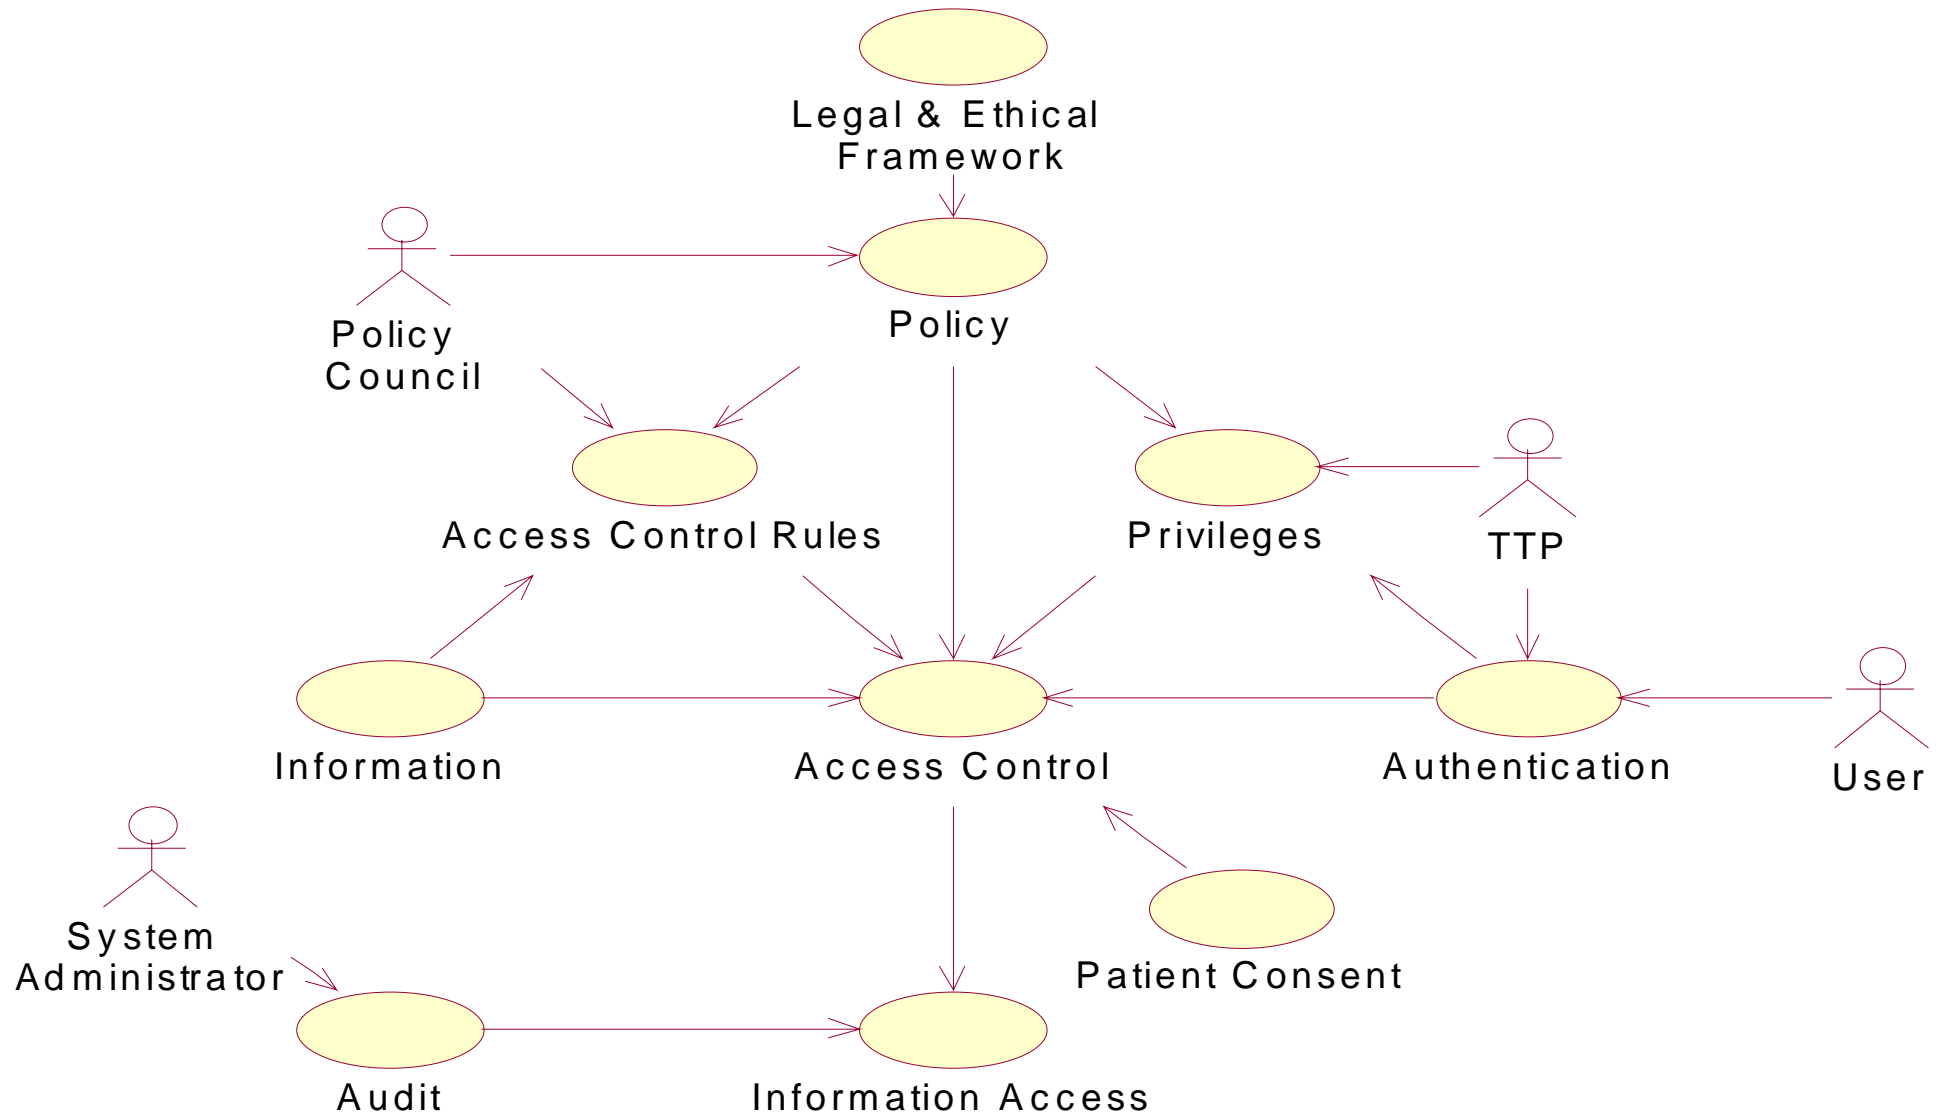 Legal & Ethical
Framework
Policy
Council
Policy
Access Control Rules
Privileges
TTP
Information
Access Control
Authentication
User
System
Administrator
Patient Consent
Audit
Information Access